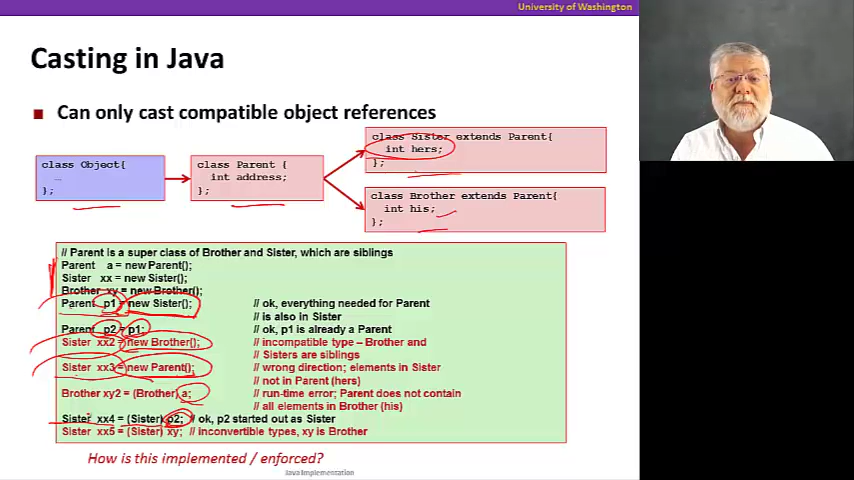 University of Washington
Casting in Java
Can only cast compatible object references
class Object{
…
};
class Parent {
int address;
};
class Sister extends Parent{
int hers;
};
class Brother extends Parent{
int his;
};
// Parent is a super class of Brother and Sister, which are siblings
Parent a = new Parent();
Sister xx = new Sister();
Brother xy = new Brother();
Parent p1 = new Sister(); // ok, everything needed for Parent
// is also in Sister
Parent p2 = p1; // ok, p1 is already a Parent
Sister xx2 = new Brother(); // incompatible type – Brother and
// Sisters are siblings
Sister xx3 = new Parent(); // wrong direction; elements in Sister
// not in Parent (hers)
Brother xy2 = (Brother) a; // run-time error; Parent does not contain
// all elements in Brother (his)
Sister xx4 = (Sister) p2; // ok, p2 started out as Sister
Sister xx5 = (Sister) xy; // inconvertible types, xy is Brother
How is this implemented / enforced?
Java Implementation